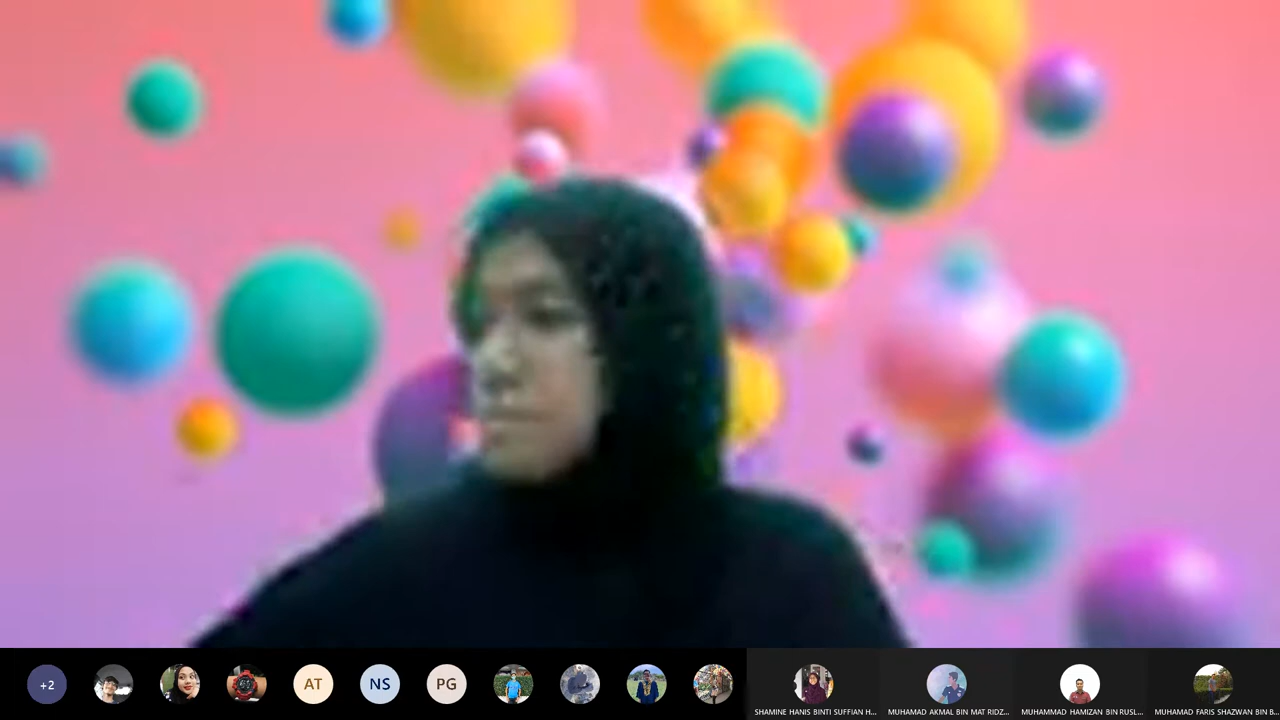 +2
AT
NS
PG
SHAMINE HANIS BINTI SUFFIAN H...
MUHAMAD AKMAL BIN MAT RIDZ...
MUHAMMAD HAMIZAN BIN RUSL...
MUHAMAD FARIS SHAZWAN BIN B...